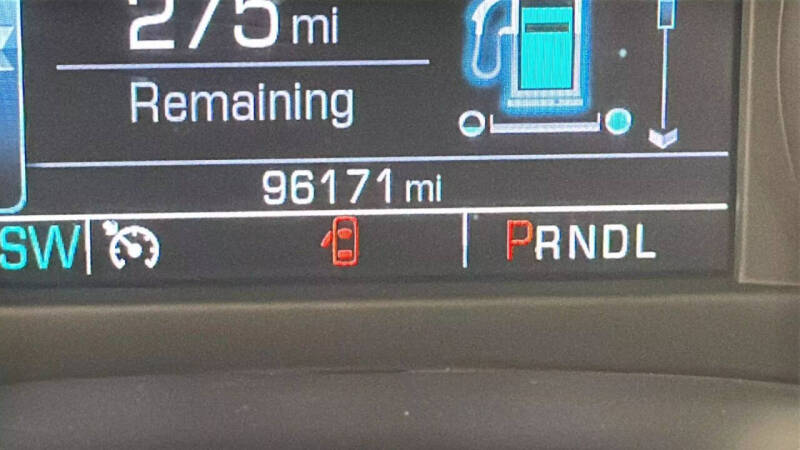 275 mi
Remaining
96171 mi
SW PRNDL